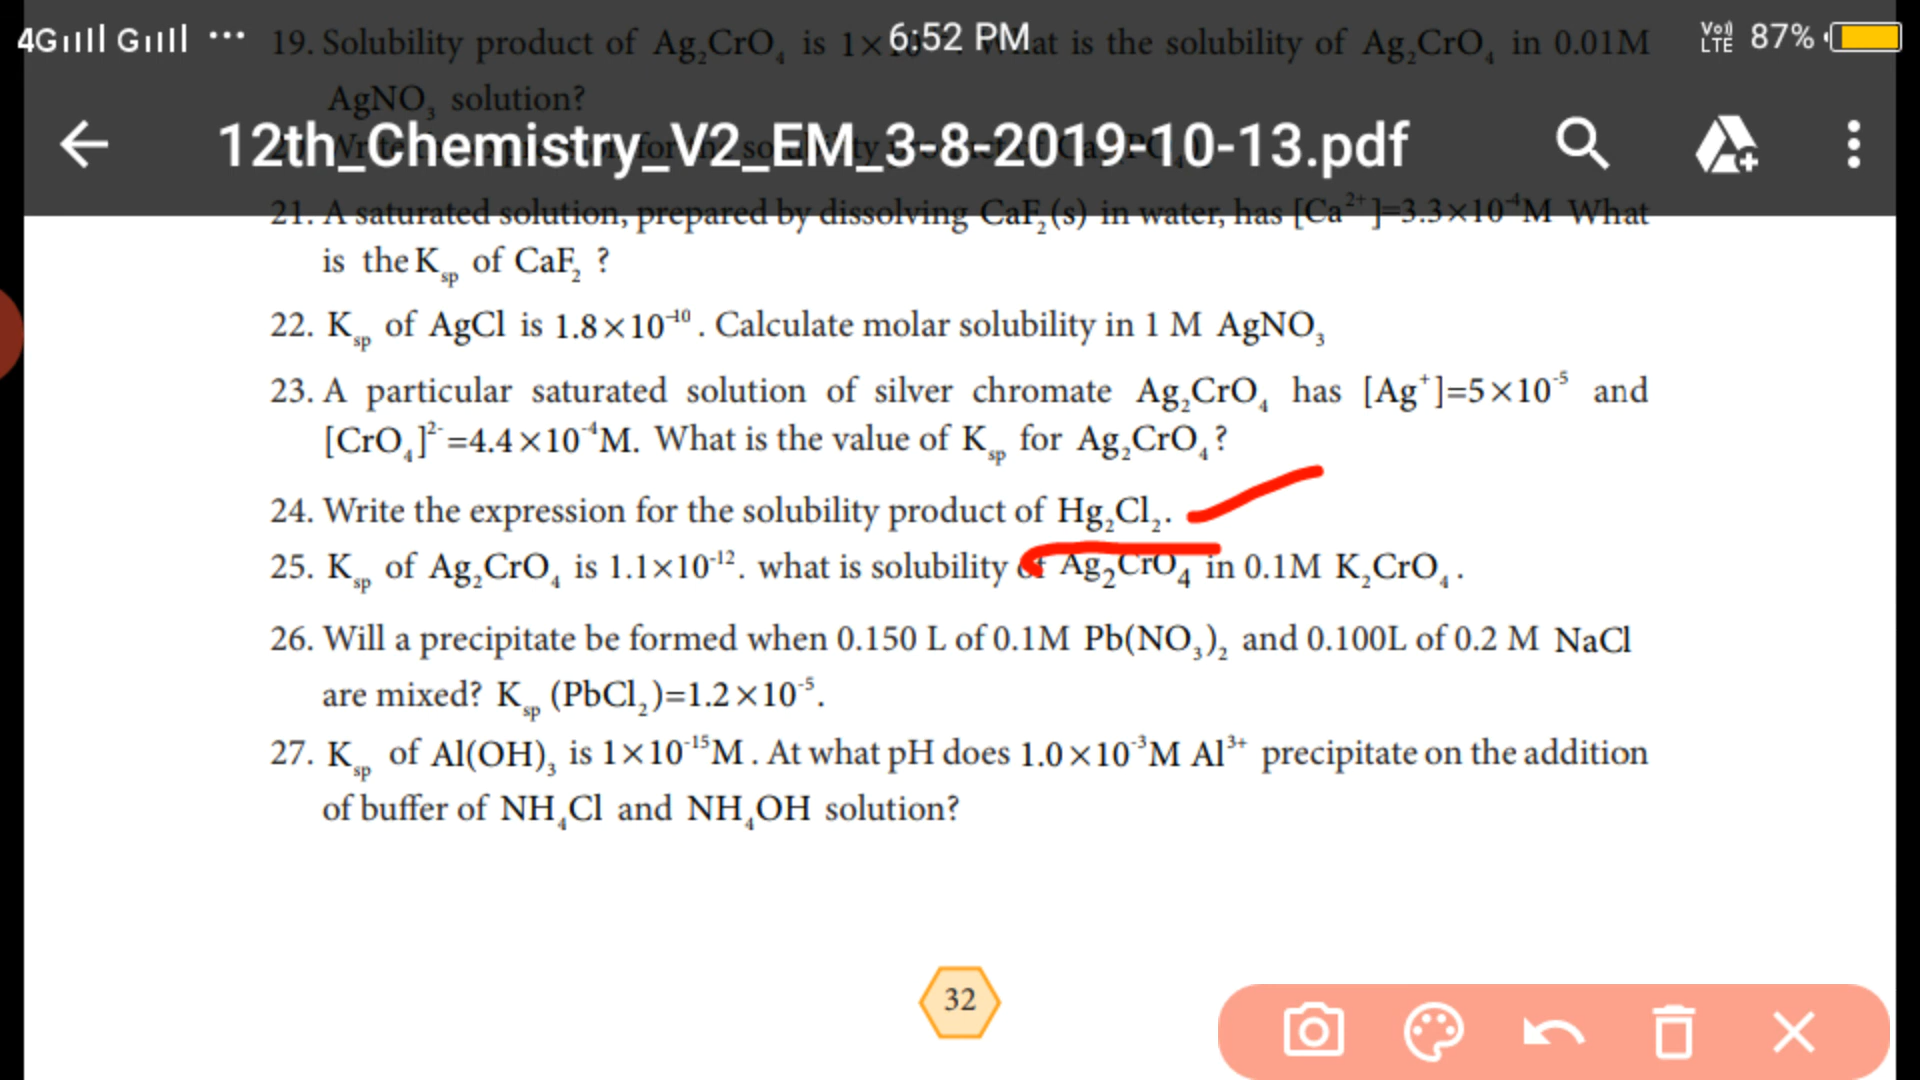 4G G ... 6:52 PM Vo) LTE 87%
19. Solubility product of Ag₂CrO₄ is 1× What is the solubility of Ag₂CrO₄ in 0.01M
AgNO₃ solution?
12th_Chemistry_V2_EM_3-8-2019-10-13.pdf
21. A saturated solution, prepared by dissolving CaF₂(s) in water, has [Ca²⁺]=3.3×10⁻⁴M What
is the Ksp of CaF₂ ?
22. Ksp of AgCl is 1.8×10⁻¹⁰. Calculate molar solubility in 1 M AgNO₃
23. A particular saturated solution of silver chromate Ag₂CrO₄ has [Ag⁺]=5×10⁻⁵ and
[CrO₄]²⁻=4.4×10⁻⁴M. What is the value of Ksp for Ag₂CrO₄?
24. Write the expression for the solubility product of Hg₂Cl₂.
25. Ksp of Ag₂CrO₄ is 1.1×10⁻¹². what is solubility of Ag₂CrO₄ in 0.1M K₂CrO₄.
26. Will a precipitate be formed when 0.150 L of 0.1M Pb(NO₃)₂ and 0.100L of 0.2 M NaCl
are mixed? Ksp (PbCl₂)=1.2×10⁻⁵.
27. Ksp of Al(OH)₃ is 1×10⁻¹⁵M. At what pH does 1.0×10⁻³M Al³⁺ precipitate on the addition
of buffer of NH₄Cl and NH₄OH solution?
32